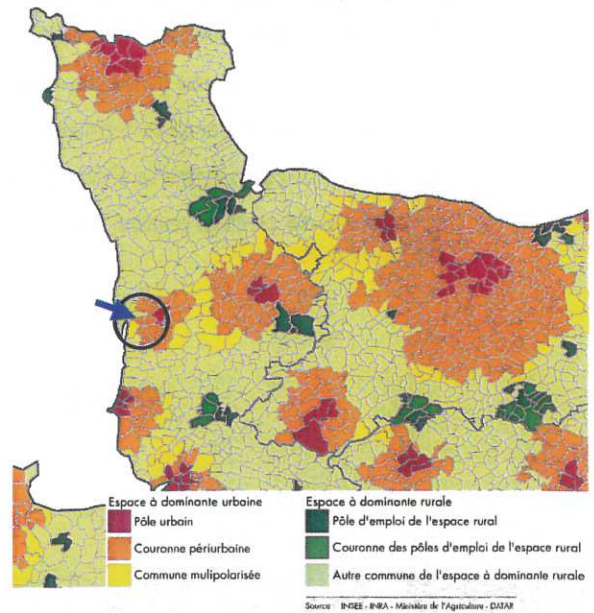 Espace à dominante urbaine
Pôle urbain
Couronne périurbaine
Commune mulipolarisée
Espace à dominante rurale
Pôle d'emploi de l'espace rural
Couronne des pôles d'emploi de l'espace rural
Autre commune de l'espace à dominante rurale
Source : INSEE - INRA - Ministère de l'Agriculture - DATAR